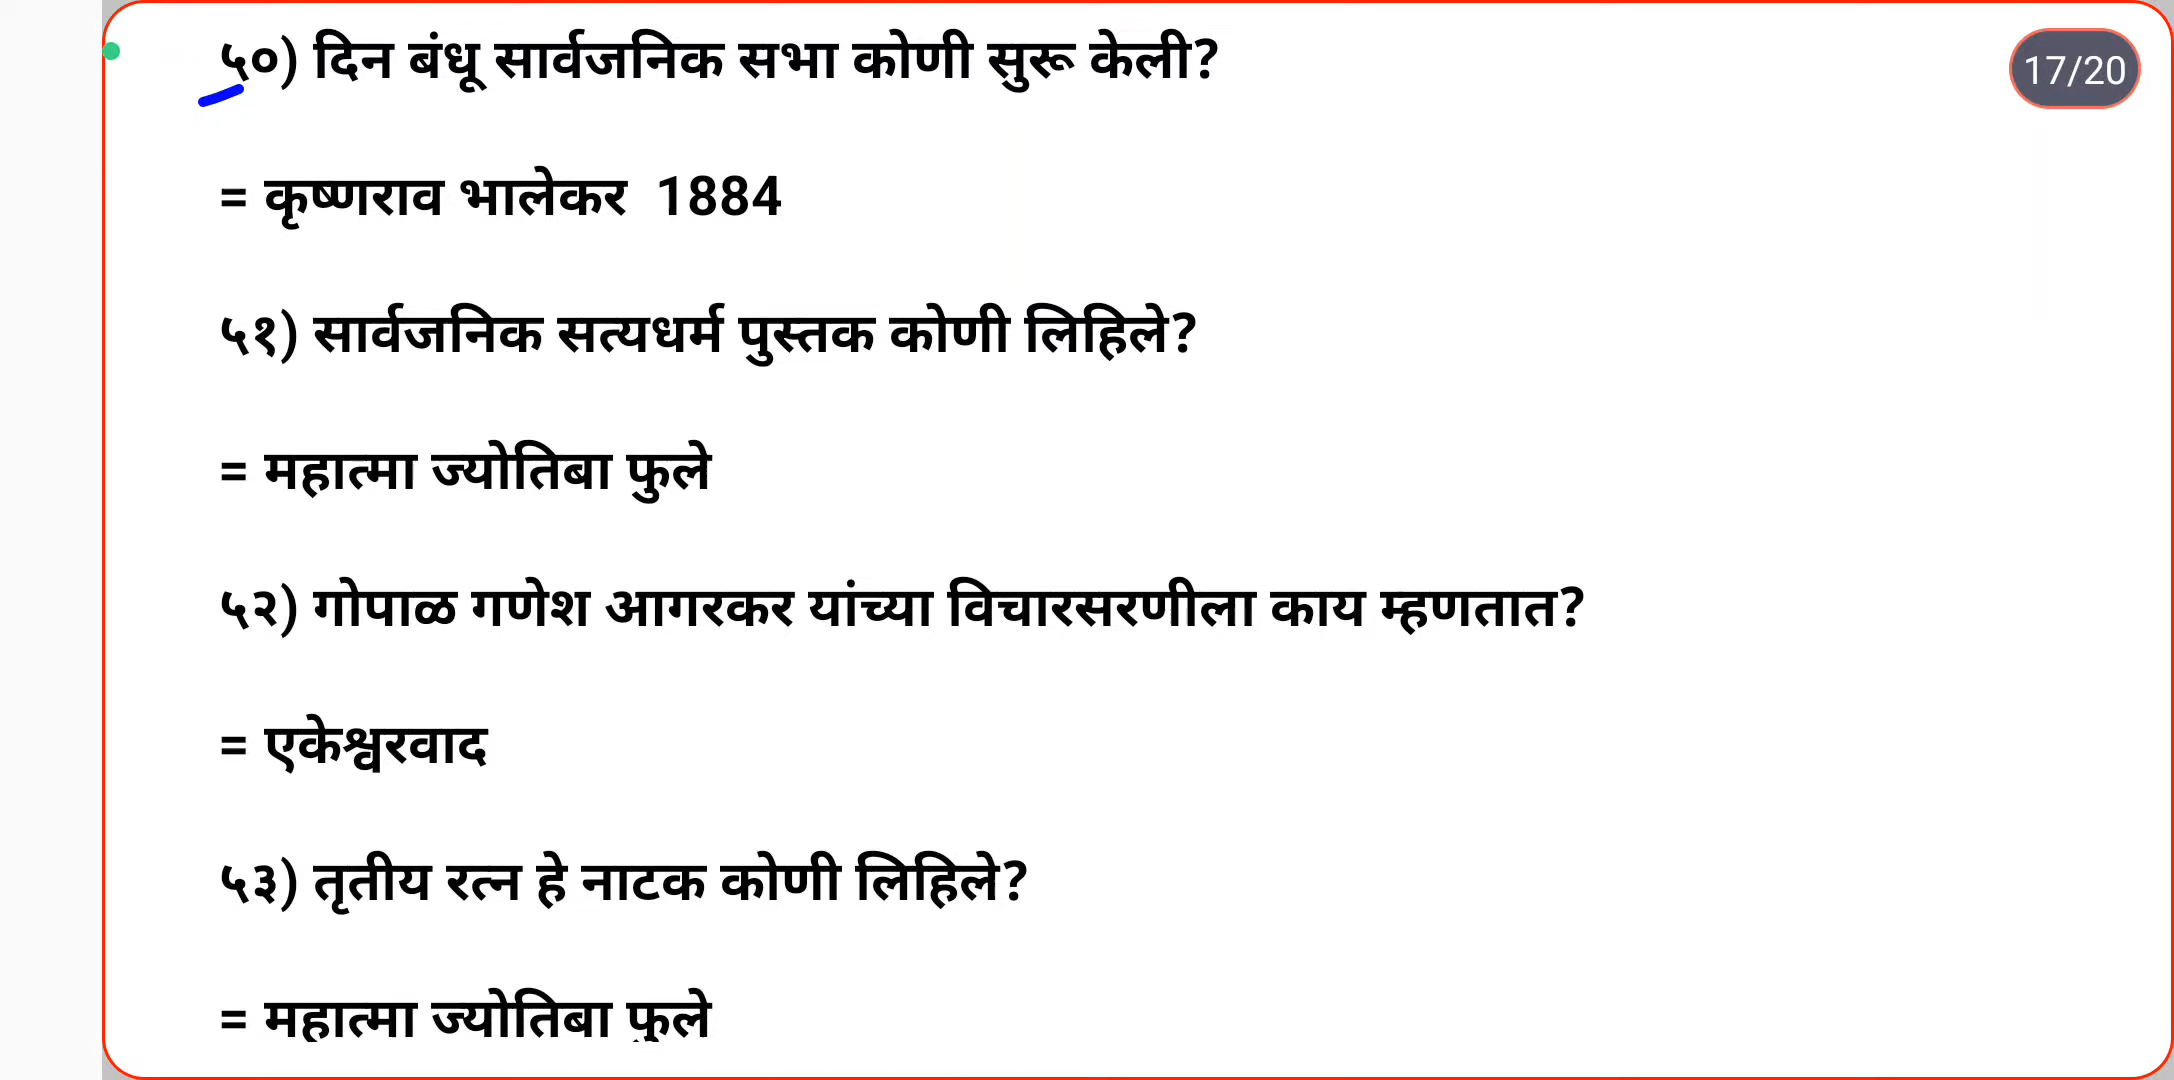 ५०) दिन बंधू सार्वजनिक सभा कोणी सुरू केली?
17/20
= कृष्णराव भालेकर 1884
५१) सार्वजनिक सत्यधर्म पुस्तक कोणी लिहिले?
= महात्मा ज्योतिबा फुले
५२) गोपाळ गणेश आगरकर यांच्या विचारसरणीला काय म्हणतात?
= एकेश्वरवाद
५३) तृतीय रत्न हे नाटक कोणी लिहिले?
= महात्मा ज्योतिबा फुले